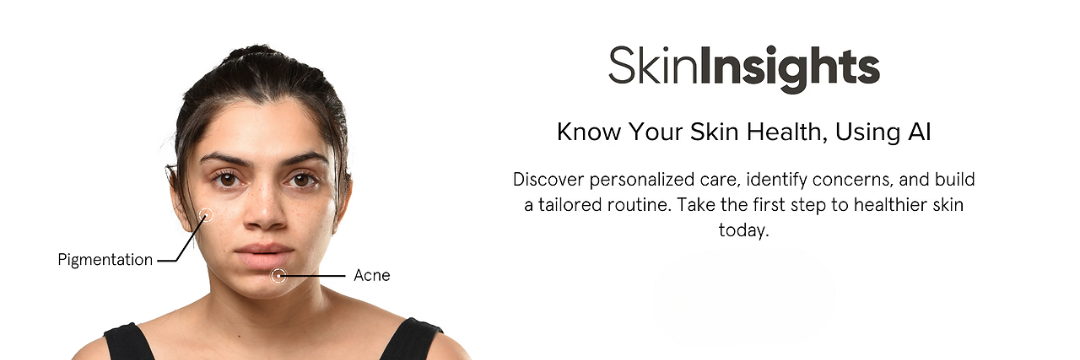 SkinInsights
Know Your Skin Health, Using AI
Discover personalized care, identify concerns, and build
a tailored routine. Take the first step to healthier skin
today.
Pigmentation
Acne